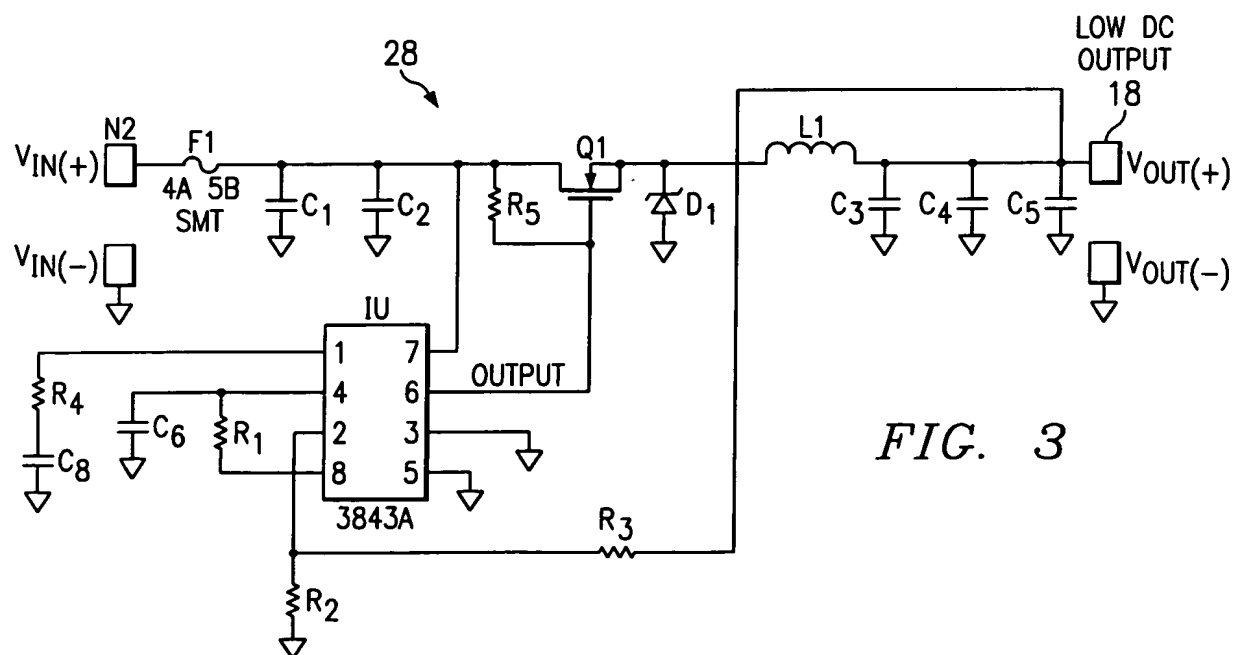 LOW DC
OUTPUT
18
28
N2
F1
VIN(+)
4A 5B
SMT
C1
C2
R5
Q1
D1
L1
C3
C4
C5
VOUT(+)
VIN(-)
VOUT(-)
IU
1
7
4
6
OUTPUT
2
3
8
5
3843A
R4
C8
C6
R1
R3
R2
FIG. 3